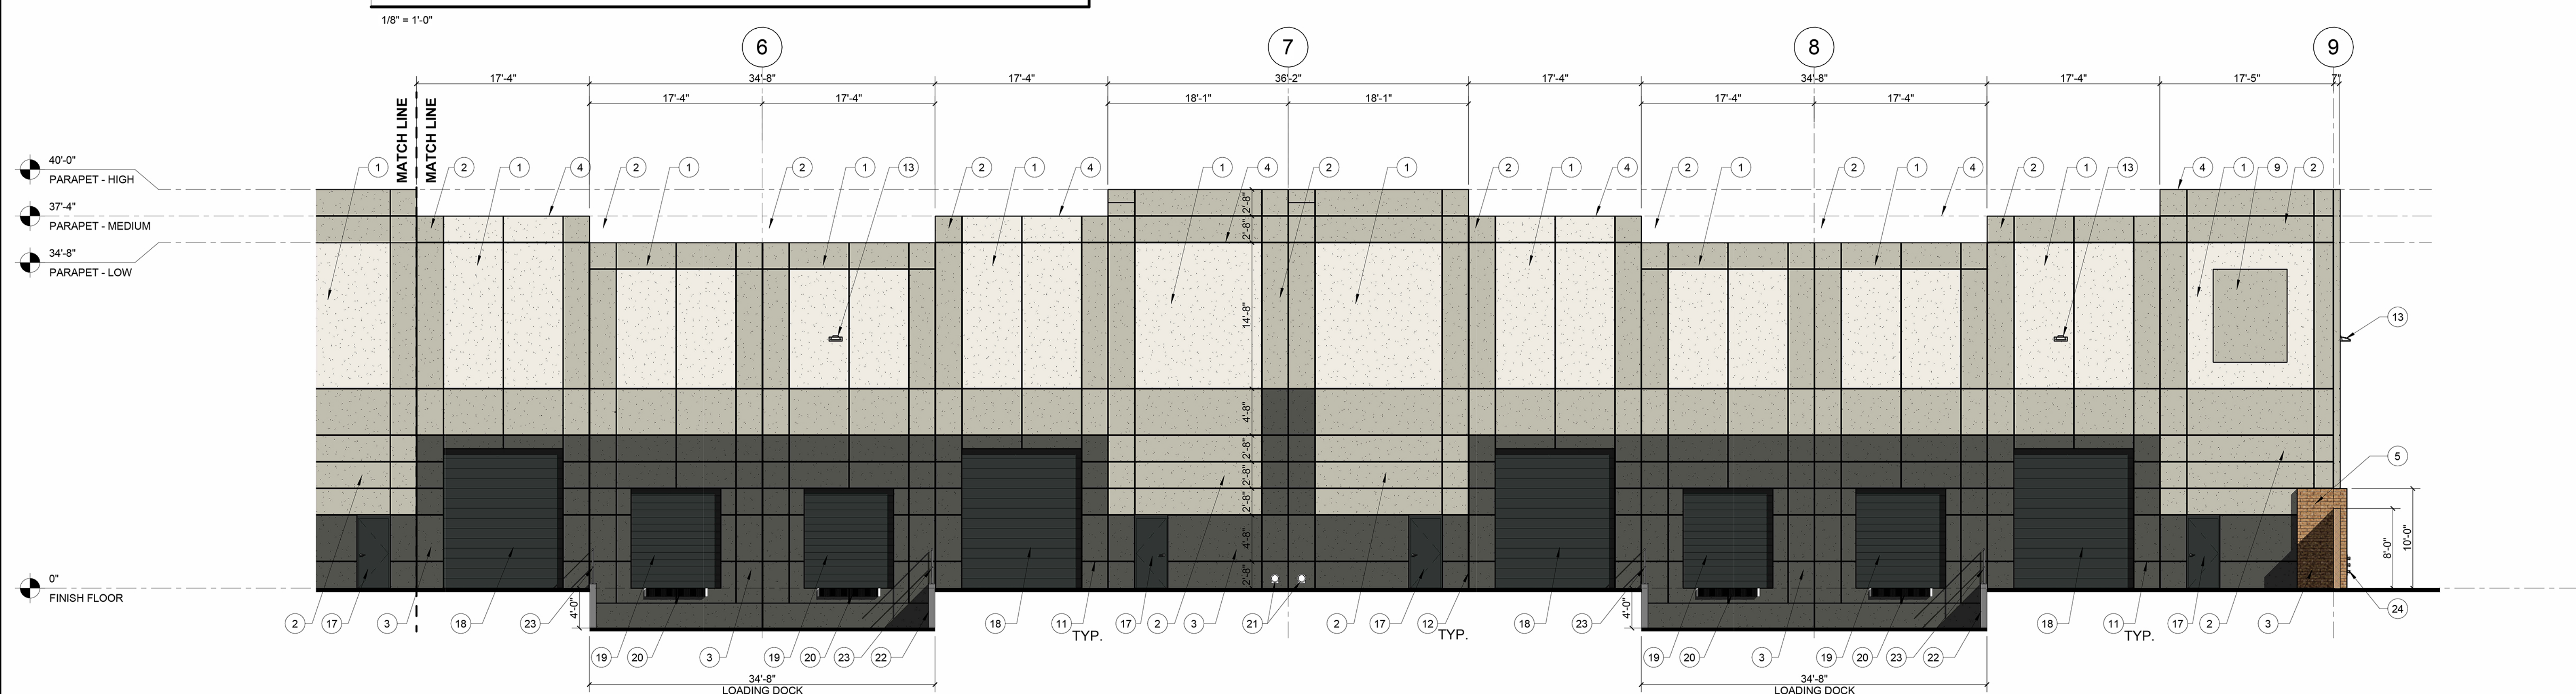 1/8" = 1'-0"
6 7 8 9
17'-4" 34'-8" 17'-4" 36'-2" 17'-4" 34'-8" 17'-4" 17'-5" 7"
17'-4" 17'-4" 18'-1" 18'-1" 17'-4" 17'-4"
MATCH LINE
MATCH LINE
40'-0"
PARAPET - HIGH
37'-4"
PARAPET - MEDIUM
34'-8"
PARAPET - LOW
0"
FINISH FLOOR
1 2 1 4 2 1 2 1 13 2 1 4 1 4 2 1 2 1 4 2 1 2 1 4 2 1 13 4 1 9 2
2'-8"
2'-8"
14'-8"
4'-8"
2'-8"
2'-8"
2'-8"
4'-8"
2'-8"
13
5
8'-0"
10'-0"
24
4'-0"
4'-0"
2 17 3 18 23 18 11 17 2 3 21 2 17 12 18 23 18 11 17 2 3
TYP. TYP. TYP.
19 20 3 19 20 23 22 19 20 3 19 20 23 22
34'-8" 34'-8"
LOADING DOCK LOADING DOCK